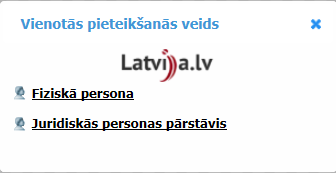 Vienotās pieteikšanās veids
Latvija.lv
Fiziskā persona
Juridiskās personas pārstāvis